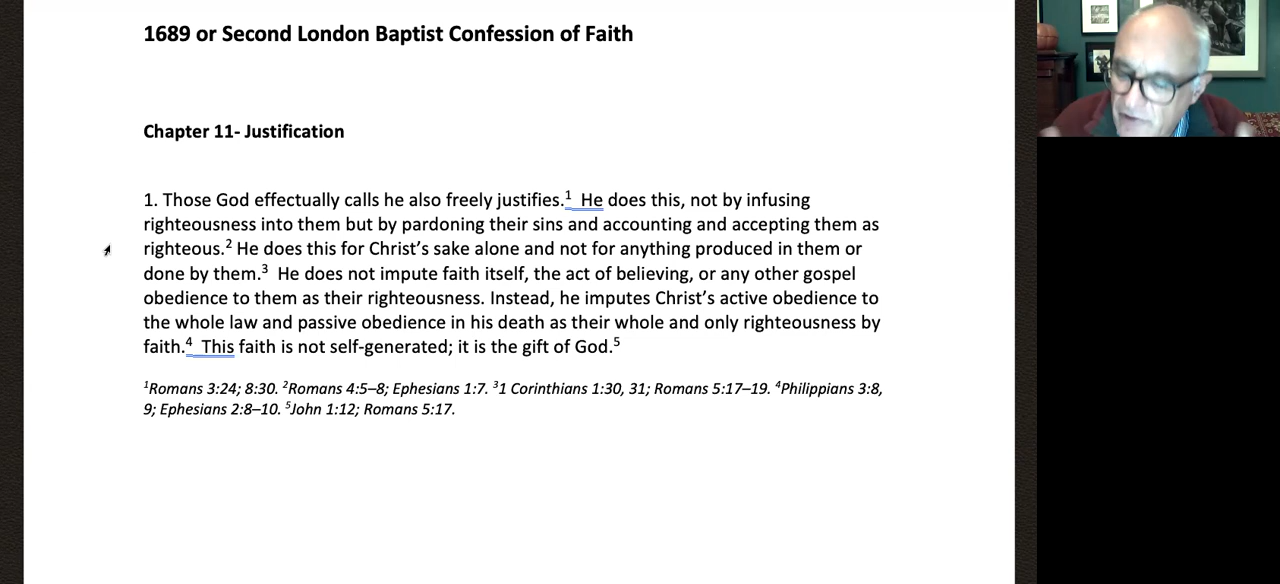 1689 or Second London Baptist Confession of Faith
Chapter 11- Justification
1. Those God effectually calls he also freely justifies.¹  He does this, not by infusing
righteousness into them but by pardoning their sins and accounting and accepting them as
righteous.² He does this for Christ’s sake alone and not for anything produced in them or
done by them.³  He does not impute faith itself, the act of believing, or any other gospel
obedience to them as their righteousness. Instead, he imputes Christ’s active obedience to
the whole law and passive obedience in his death as their whole and only righteousness by
faith.⁴  This faith is not self-generated; it is the gift of God.⁵
¹Romans 3:24; 8:30. ²Romans 4:5–8; Ephesians 1:7. ³1 Corinthians 1:30, 31; Romans 5:17–19. ⁴Philippians 3:8,
9; Ephesians 2:8–10. ⁵John 1:12; Romans 5:17.